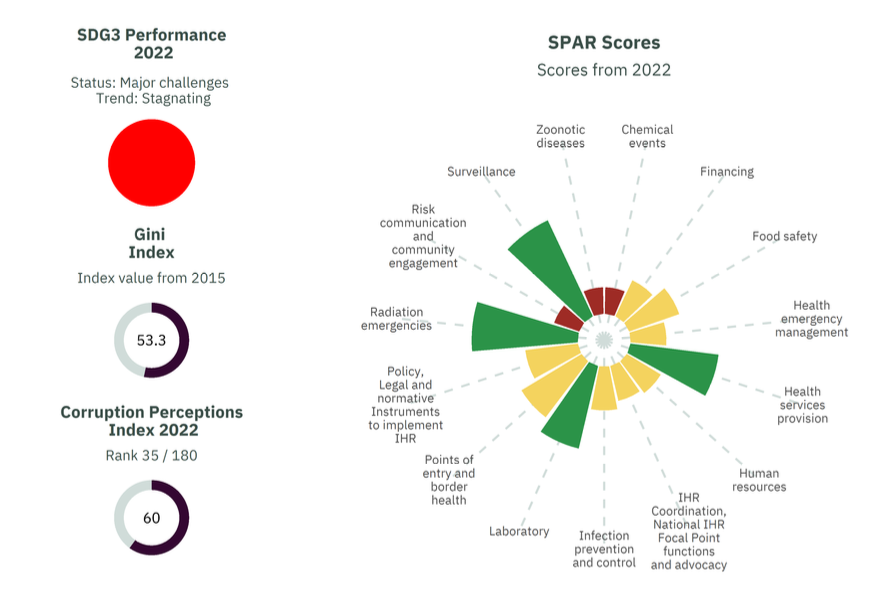 SDG3 Performance
2022
Status: Major challenges
Trend: Stagnating
Gini
Index
Index value from 2015
53.3
Corruption Perceptions
Index 2022
Rank 35 / 180
60
SPAR Scores
Scores from 2022
Zoonotic
diseases
Chemical
events
Surveillance
Financing
Risk
communication
and
community
engagement
Food safety
Radiation
emergencies
Health
emergency
management
Policy,
Legal and
normative
Instruments
to implement
IHR
Health
services
provision
Points of
entry and
border
health
Human
resources
Laboratory
Infection
prevention
and control
IHR
Coordination,
National IHR
Focal Point
functions
and advocacy